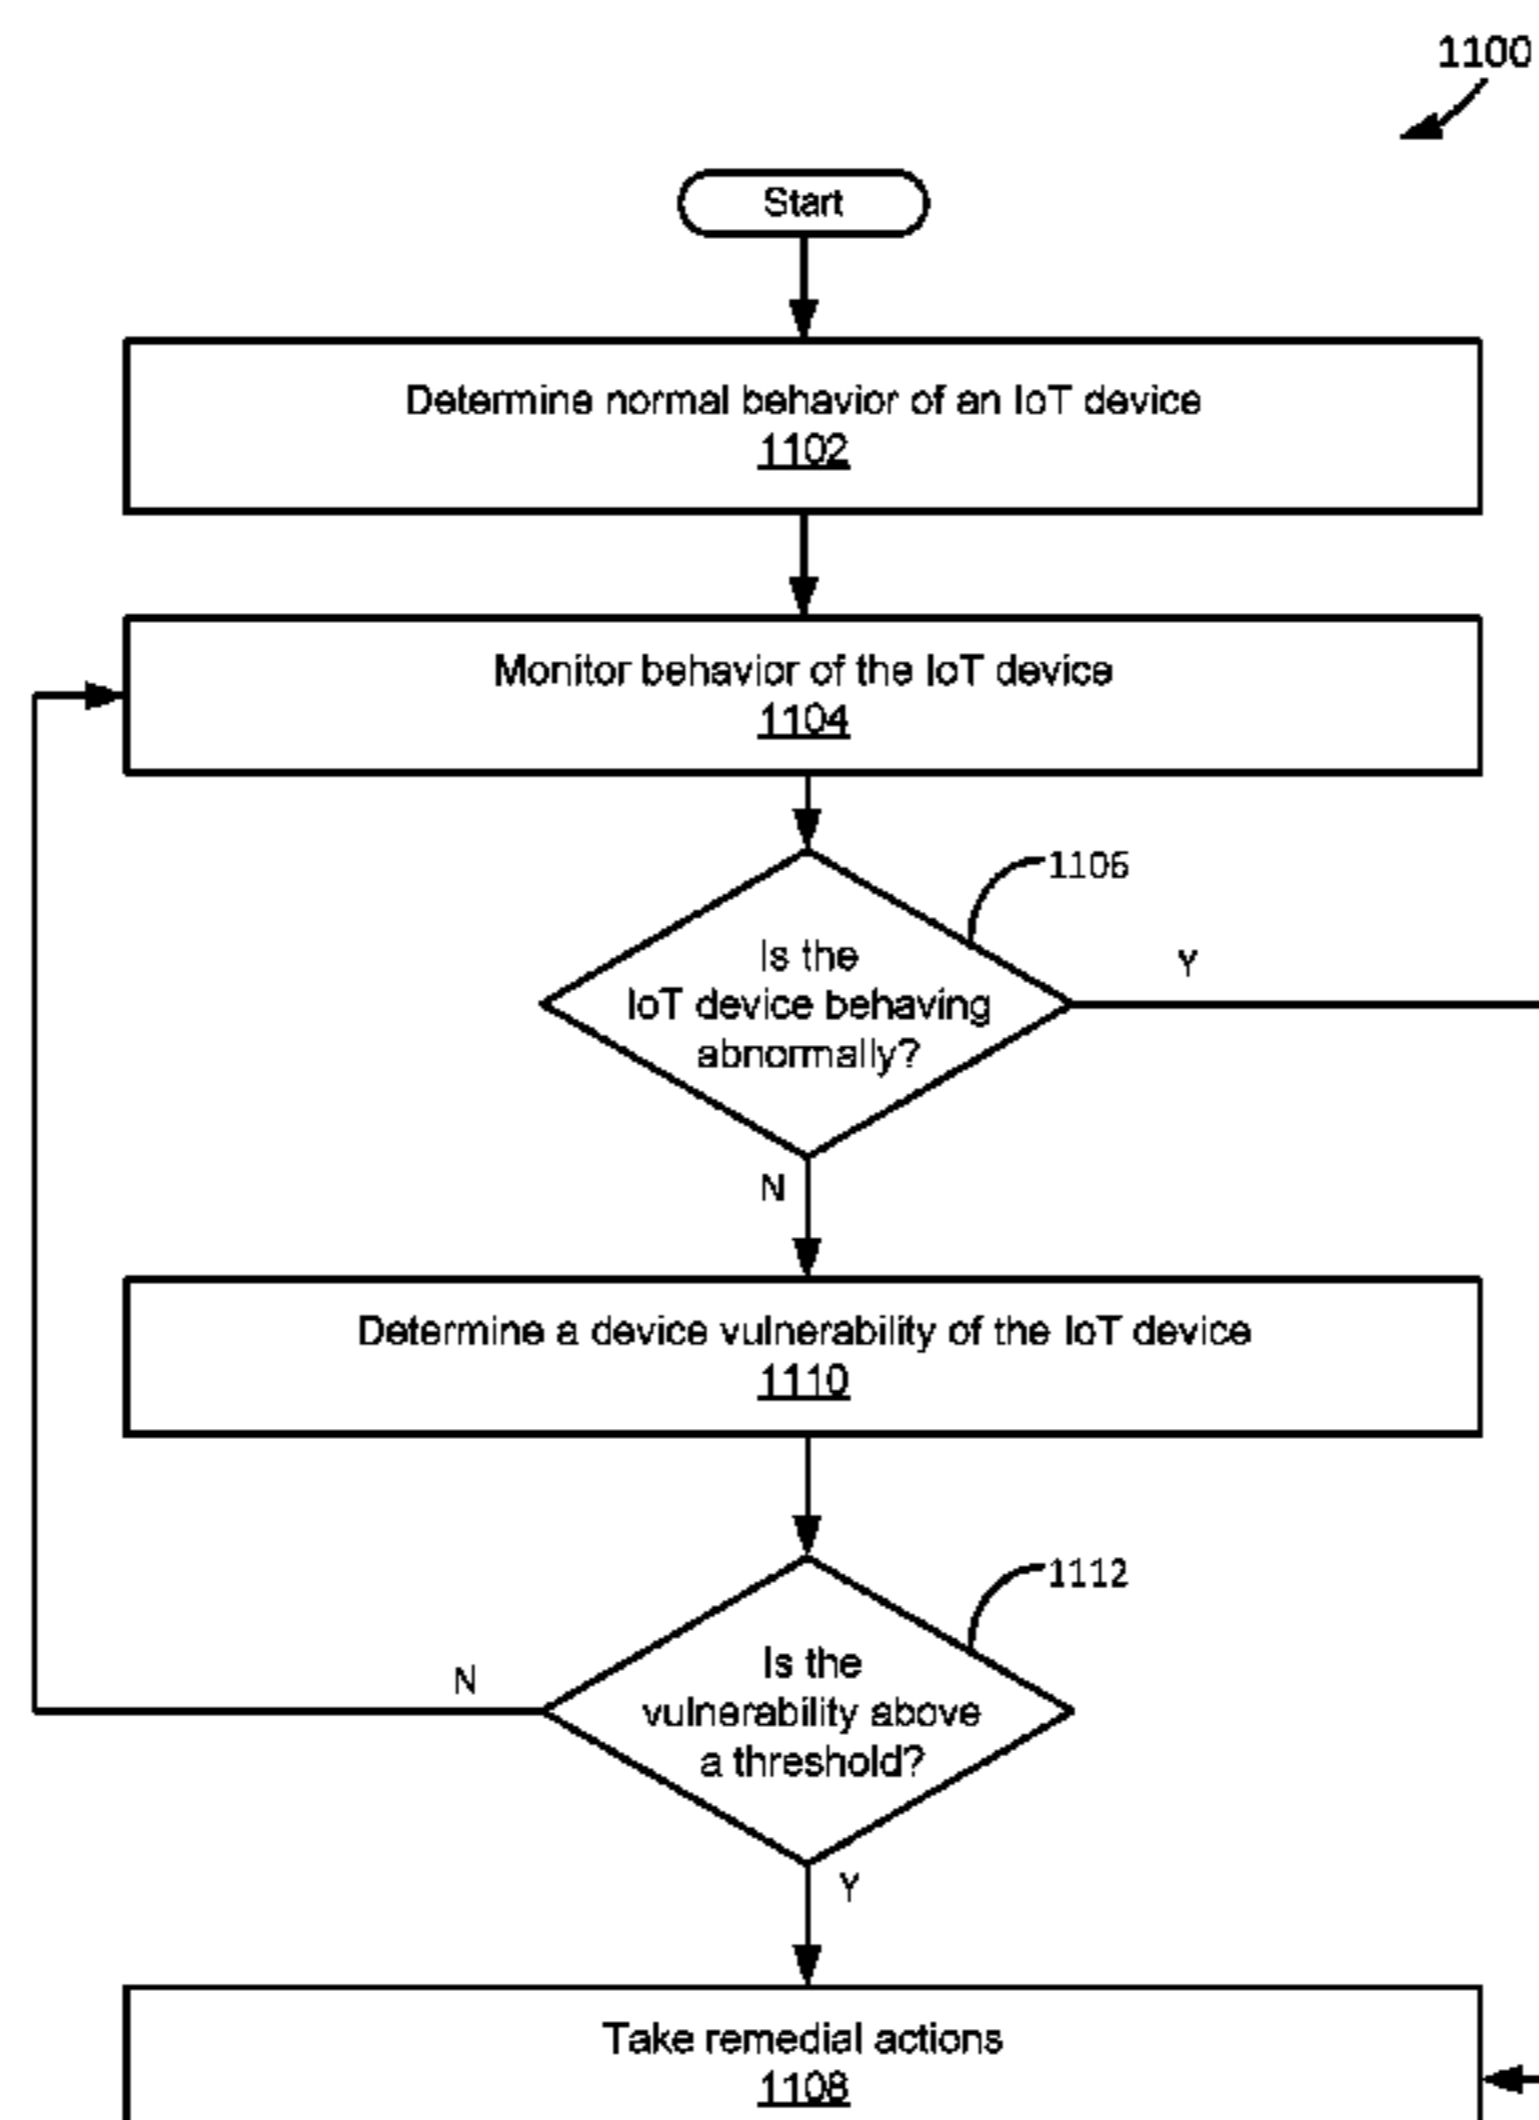 1100
Start
Determine normal behavior of an IoT device
1102
Monitor behavior of the IoT device
1104
1106
Is the
IoT device behaving
abnormally?
Y
N
Determine a device vulnerability of the IoT device
1110
1112
Is the
vulnerability above
a threshold?
N
Y
Take remedial actions
1108